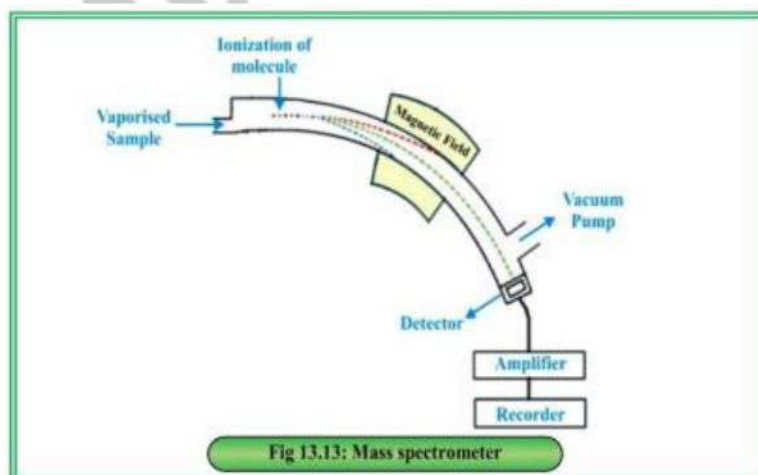 Ionization of
molecule
Vaporised
Sample
Magnetic Field
Vacuum
Pump
Detector
Amplifier
Recorder
Fig 13.13: Mass spectrometer